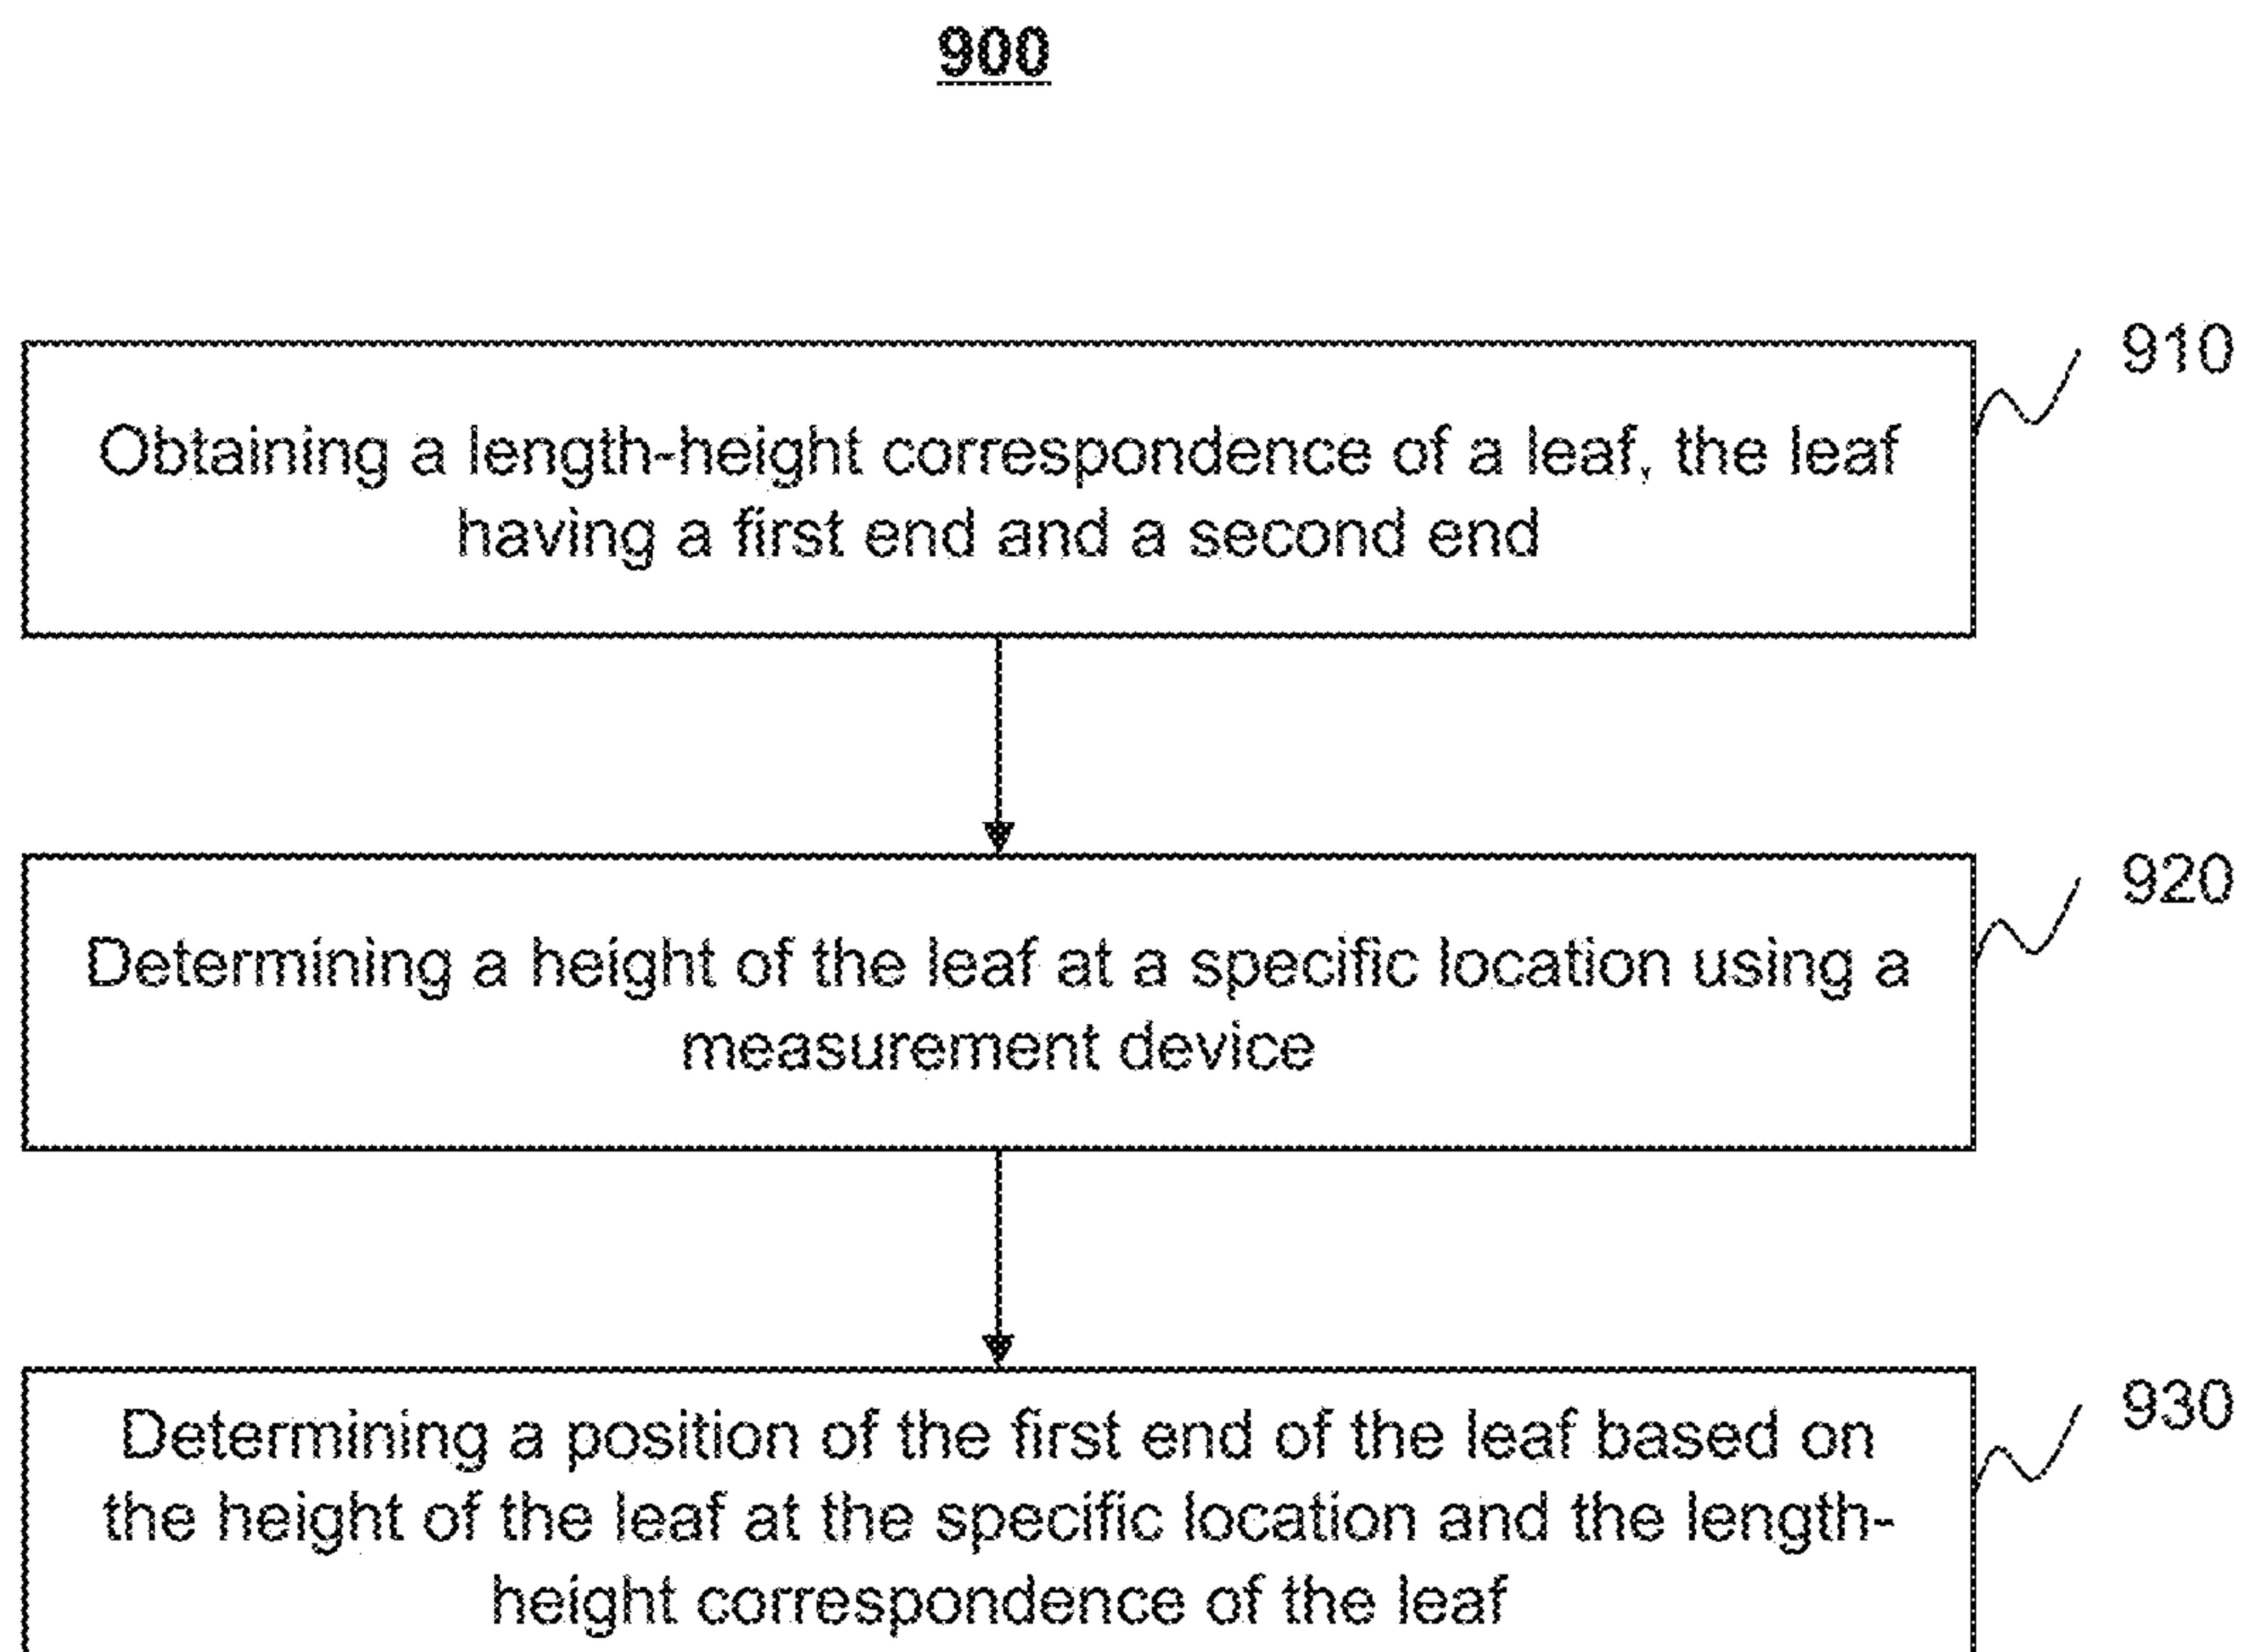 900
910
Obtaining a length-height correspondence of a leaf, the leaf
having a first end and a second end
920
Determining a height of the leaf at a specific location using a
measurement device
930
Determining a position of the first end of the leaf based on
the height of the leaf at the specific location and the length-
height correspondence of the leaf